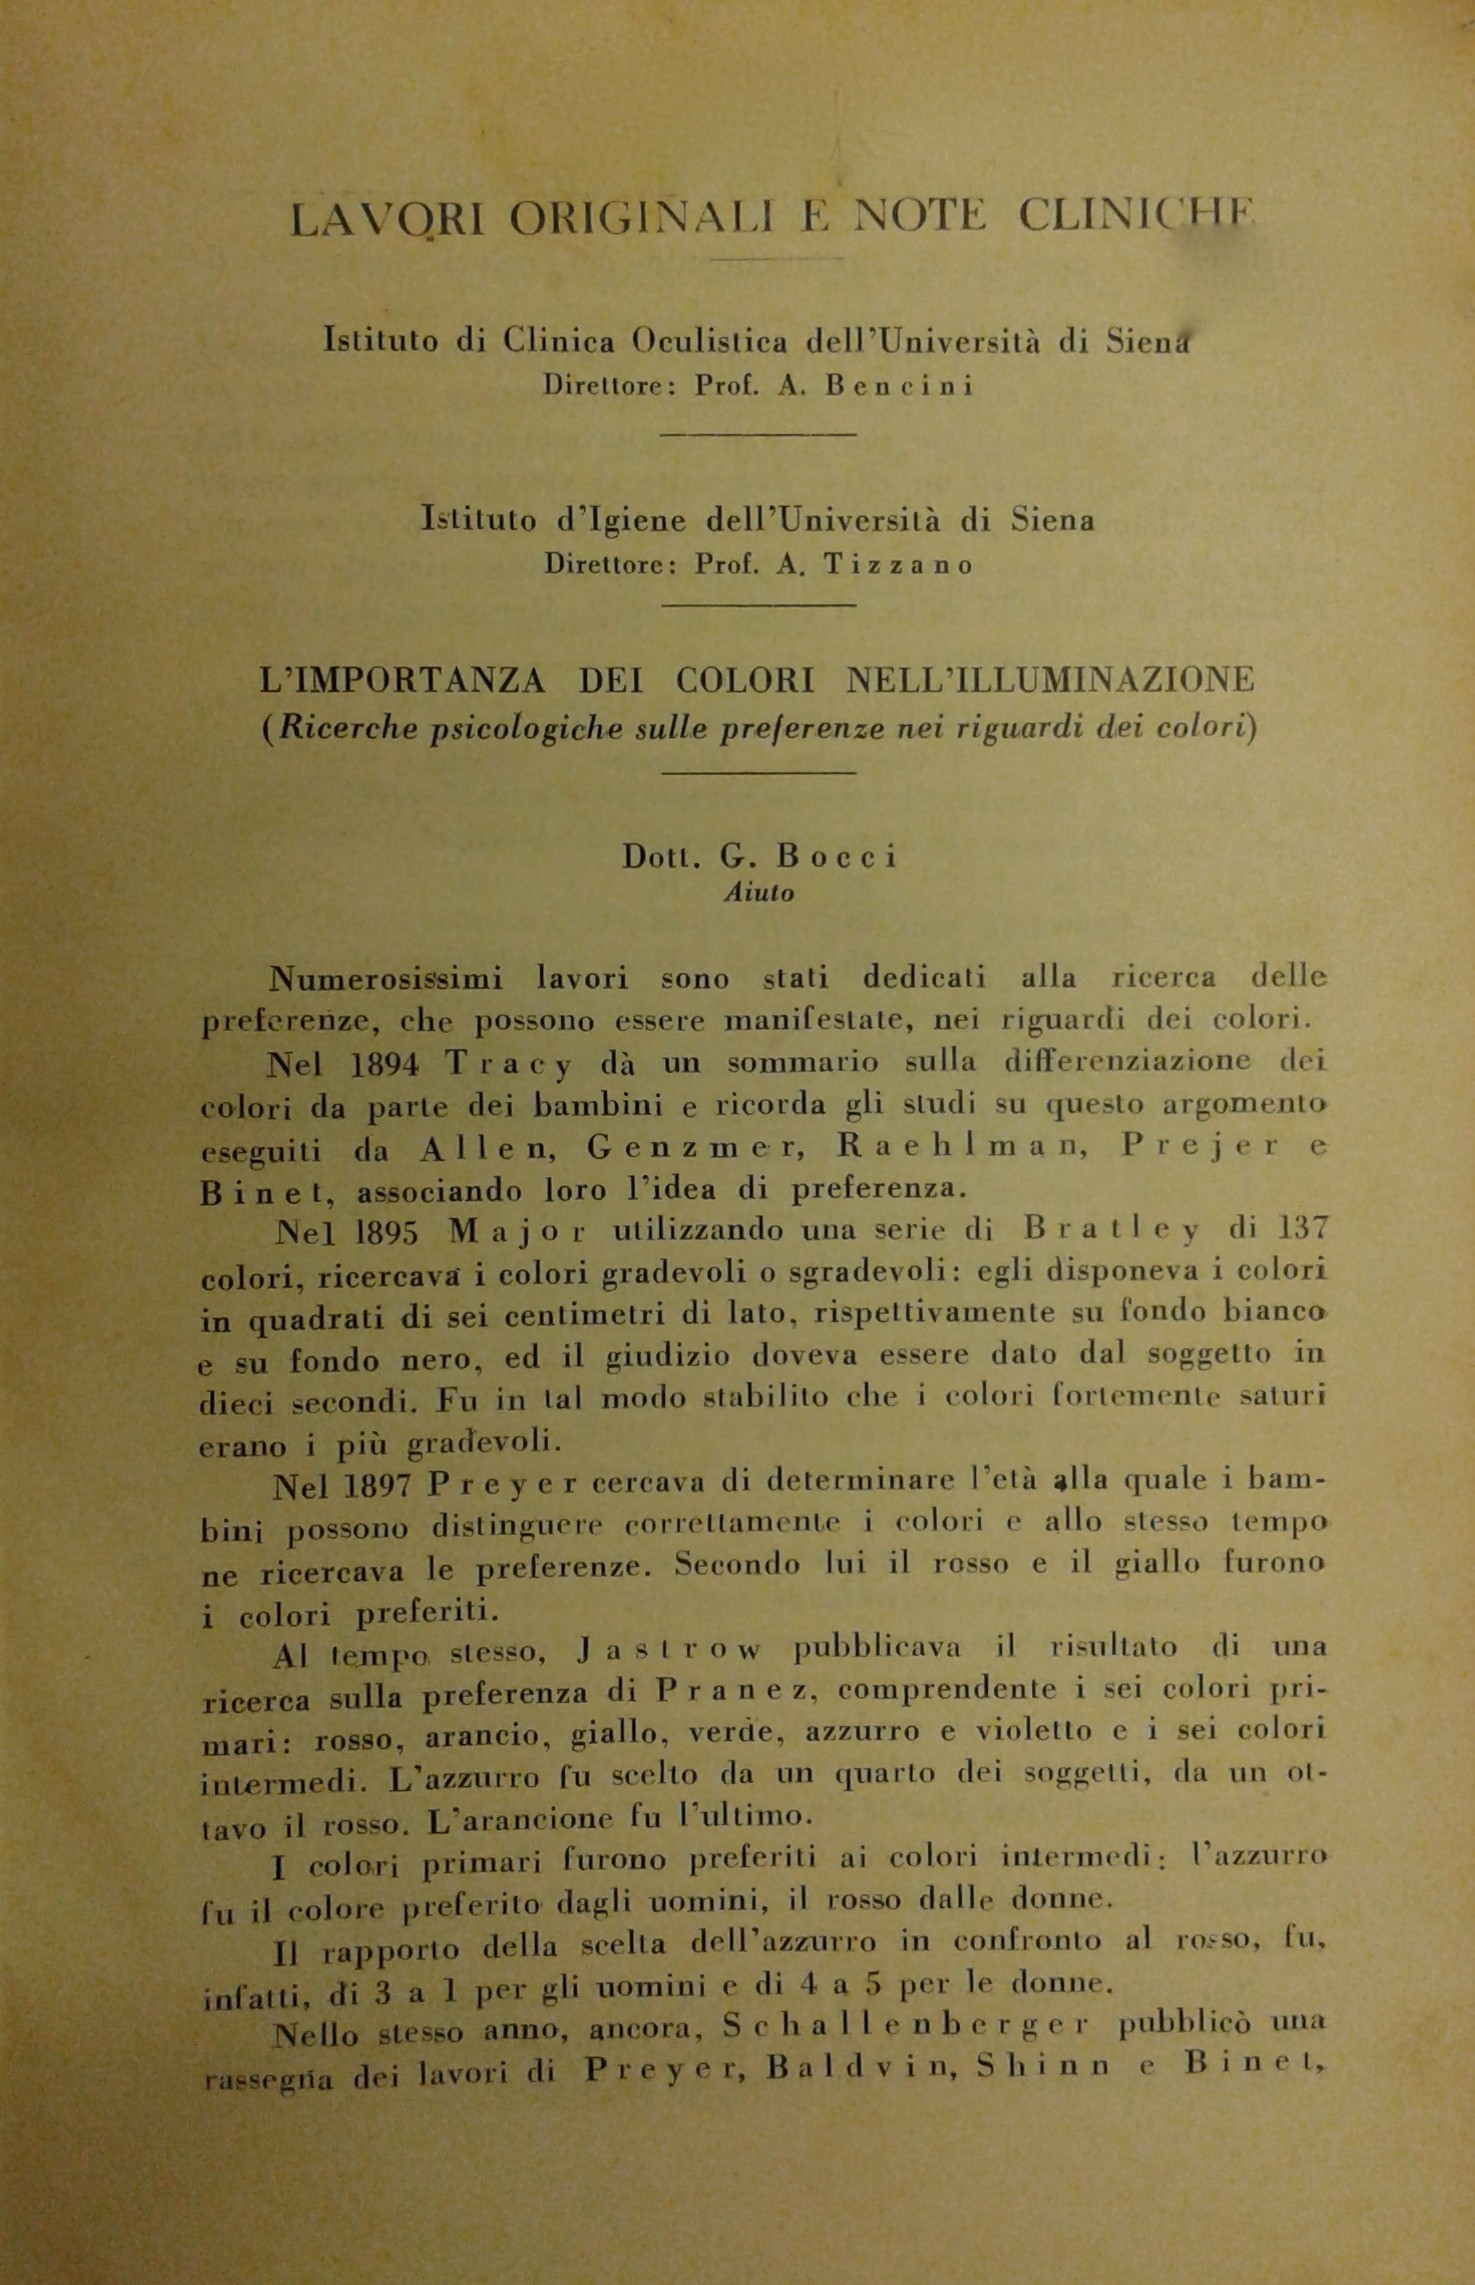 LAVORI ORIGINALI E NOTE CLINICHE
Istituto di Clinica Oculistica dell'Università di Siena
Direttore: Prof. A. Bencini
Istituto d'Igiene dell'Università di Siena
Direttore: Prof. A. Tizzano
L'IMPORTANZA DEI COLORI NELL'ILLUMINAZIONE
(Ricerche psicologiche sulle preferenze nei riguardi dei colori)
Dott. G. Bocci
Aiuto
Numerosissimi lavori sono stati dedicati alla ricerca delle
preferenze, che possono essere manifestate, nei riguardi dei colori.
Nel 1894 Tracy dà un sommario sulla differenziazione dei
colori da parte dei bambini e ricorda gli studi su questo argomento
eseguiti da Allen, Genzmer, Raehlman, Prejer e
Binet, associando loro l'idea di preferenza.
Nel 1895 Major utilizzando una serie di Bratley di 137
colori, ricercava i colori gradevoli o sgradevoli: egli disponeva i colori
in quadrati di sei centimetri di lato, rispettivamente su fondo bianco
e su fondo nero, ed il giudizio doveva essere dato dal soggetto in
dieci secondi. Fu in tal modo stabilito che i colori fortemente saturi
erano i più gradevoli.
Nel 1897 Preyer cercava di determinare l'età alla quale i bam-
bini possono distinguere correttamente i colori e allo stesso tempo
ne ricercava le preferenze. Secondo lui il rosso e il giallo furono
i colori preferiti.
Al tempo stesso, Jastrow pubblicava il risultato di una
ricerca sulla preferenza di Pranez, comprendente i sei colori pri-
mari: rosso, arancio, giallo, verde, azzurro e violetto e i sei colori
intermedi. L'azzurro fu scelto da un quarto dei soggetti, da un ot-
tavo il rosso. L'arancione fu l'ultimo.
I colori primari furono preferiti ai colori intermedi: l'azzurro
fu il colore preferito dagli uomini, il rosso dalle donne.
Il rapporto della scelta dell'azzurro in confronto al rosso, fu,
infatti, di 3 a 1 per gli uomini e di 4 a 5 per le donne.
Nello stesso anno, ancora, Schallenberger pubblicò una
rassegna dei lavori di Preyer, Baldvin, Shinn e Binet,